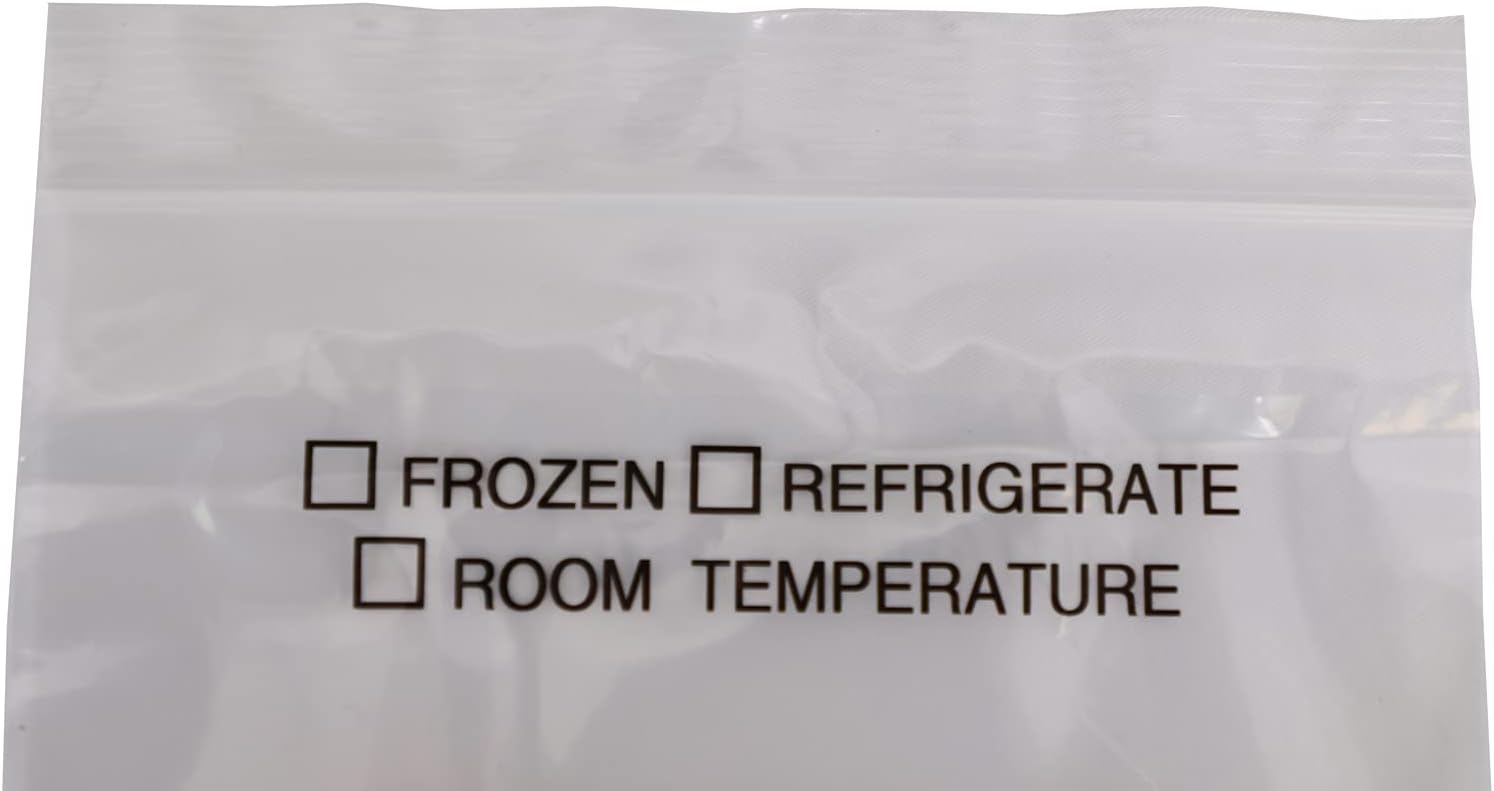 ☐ FROZEN ☐ REFRIGERATE
☐ ROOM TEMPERATURE